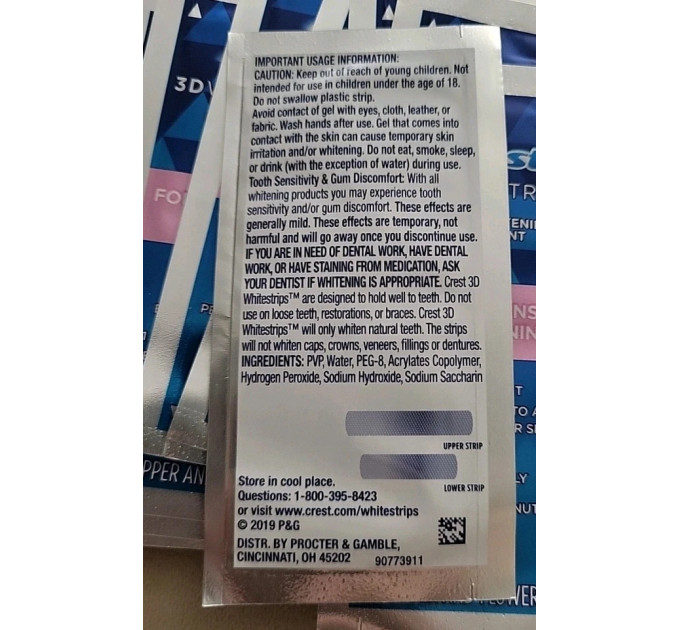 IMPORTANT USAGE INFORMATION:
CAUTION: Keep out of reach of young children. Not
intended for use in children under the age of 18.
Do not swallow plastic strip.
Avoid contact of gel with eyes, cloth, leather, or
fabric. Wash hands after use. Gel that comes into
contact with the skin can cause temporary skin
irritation and/or whitening. Do not eat, smoke, sleep,
or drink (with the exception of water) during use.
Tooth Sensitivity & Gum Discomfort: With all
whitening products you may experience tooth
sensitivity and/or gum discomfort. These effects are
generally mild. These effects are temporary, not
harmful and will go away once you discontinue use.
IF YOU ARE IN NEED OF DENTAL WORK, HAVE DENTAL
WORK, OR HAVE STAINING FROM MEDICATION, ASK
YOUR DENTIST IF WHITENING IS APPROPRIATE. Crest 3D
Whitestrips™ are designed to hold well to teeth. Do not
use on loose teeth, restorations, or braces. Crest 3D
Whitestrips™ will only whiten natural teeth. The strips
will not whiten caps, crowns, veneers, fillings or dentures.
INGREDIENTS: PVP, Water, PEG-8, Acrylates Copolymer,
Hydrogen Peroxide, Sodium Hydroxide, Sodium Saccharin
UPPER STRIP
LOWER STRIP
Store in cool place.
Questions: 1-800-395-8423
or visit www.crest.com/whitestrips
© 2019 P&G
DISTR. BY PROCTER & GAMBLE,
CINCINNATI, OH 45202 90773911
3D